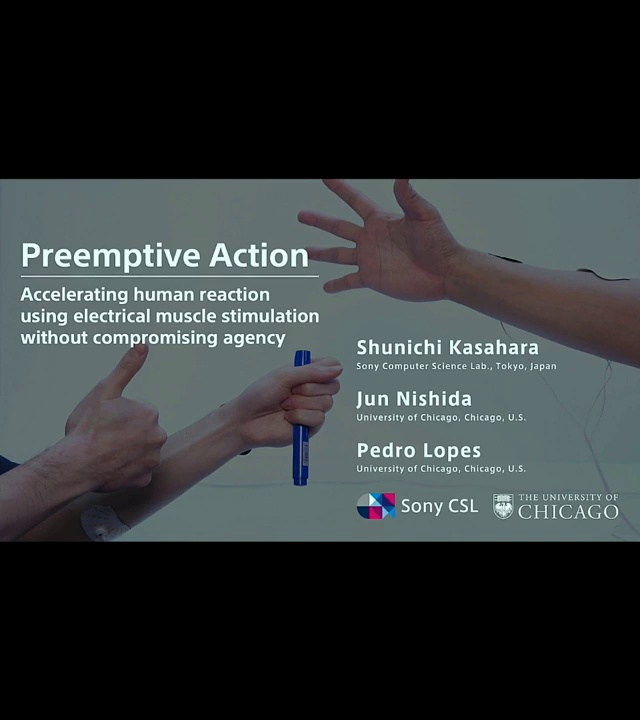 Preemptive Action
Accelerating human reaction
using electrical muscle stimulation
without compromising agency
Shunichi Kasahara
Sony Computer Science Lab., Tokyo, Japan
Jun Nishida
University of Chicago, Chicago, U.S.
Pedro Lopes
University of Chicago, Chicago, U.S.
Sony CSL
THE UNIVERSITY OF
CHICAGO